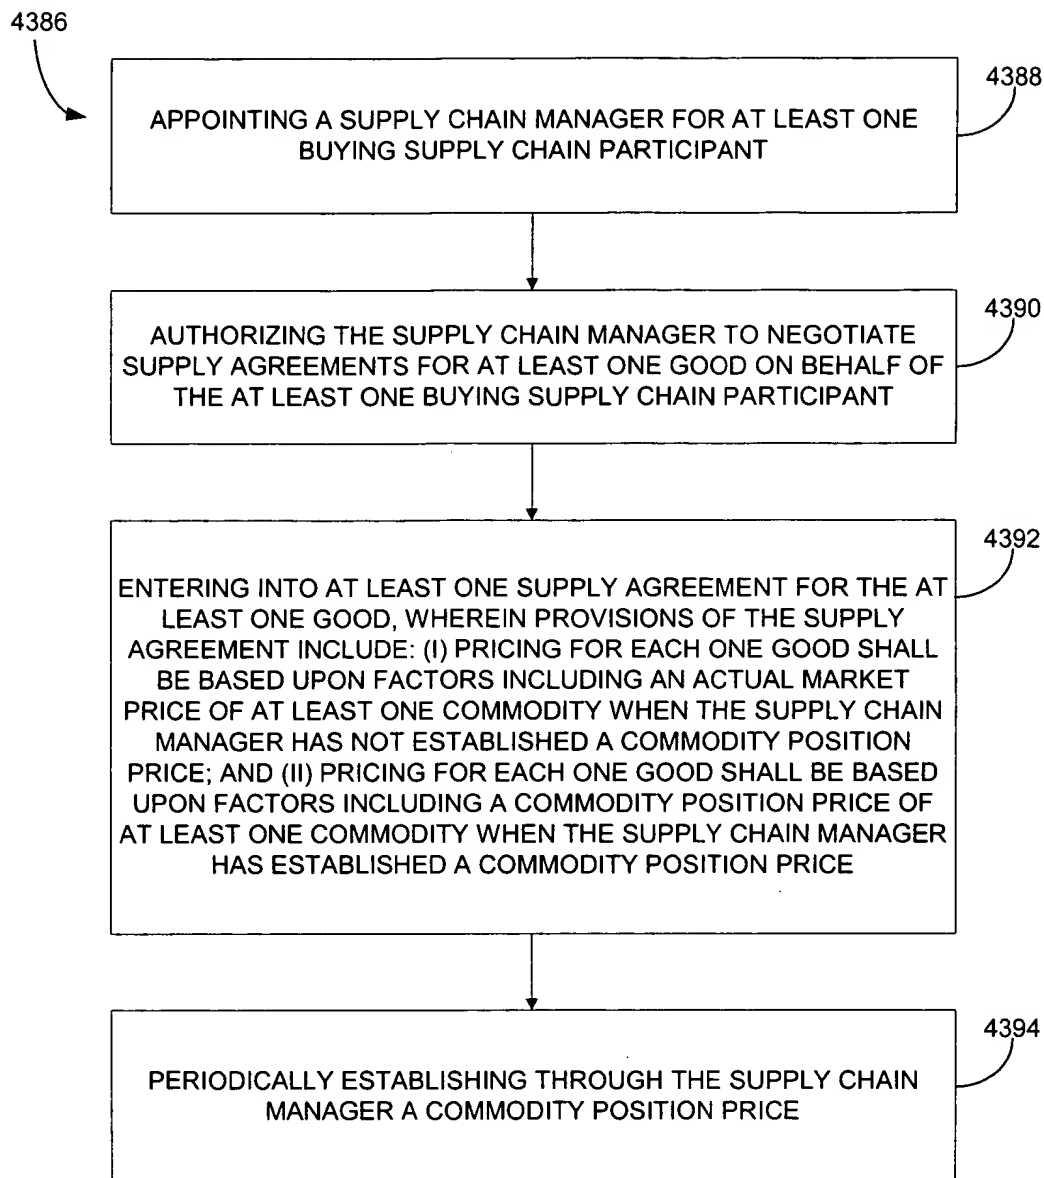 4386
4388
APPOINTING A SUPPLY CHAIN MANAGER FOR AT LEAST ONE
BUYING SUPPLY CHAIN PARTICIPANT
4390
AUTHORIZING THE SUPPLY CHAIN MANAGER TO NEGOTIATE
SUPPLY AGREEMENTS FOR AT LEAST ONE GOOD ON BEHALF OF
THE AT LEAST ONE BUYING SUPPLY CHAIN PARTICIPANT
4392
ENTERING INTO AT LEAST ONE SUPPLY AGREEMENT FOR THE AT
LEAST ONE GOOD, WHEREIN PROVISIONS OF THE SUPPLY
AGREEMENT INCLUDE: (I) PRICING FOR EACH ONE GOOD SHALL
BE BASED UPON FACTORS INCLUDING AN ACTUAL MARKET
PRICE OF AT LEAST ONE COMMODITY WHEN THE SUPPLY CHAIN
MANAGER HAS NOT ESTABLISHED A COMMODITY POSITION
PRICE; AND (II) PRICING FOR EACH ONE GOOD SHALL BE BASED
UPON FACTORS INCLUDING A COMMODITY POSITION PRICE OF
AT LEAST ONE COMMODITY WHEN THE SUPPLY CHAIN MANAGER
HAS ESTABLISHED A COMMODITY POSITION PRICE
4394
PERIODICALLY ESTABLISHING THROUGH THE SUPPLY CHAIN
MANAGER A COMMODITY POSITION PRICE